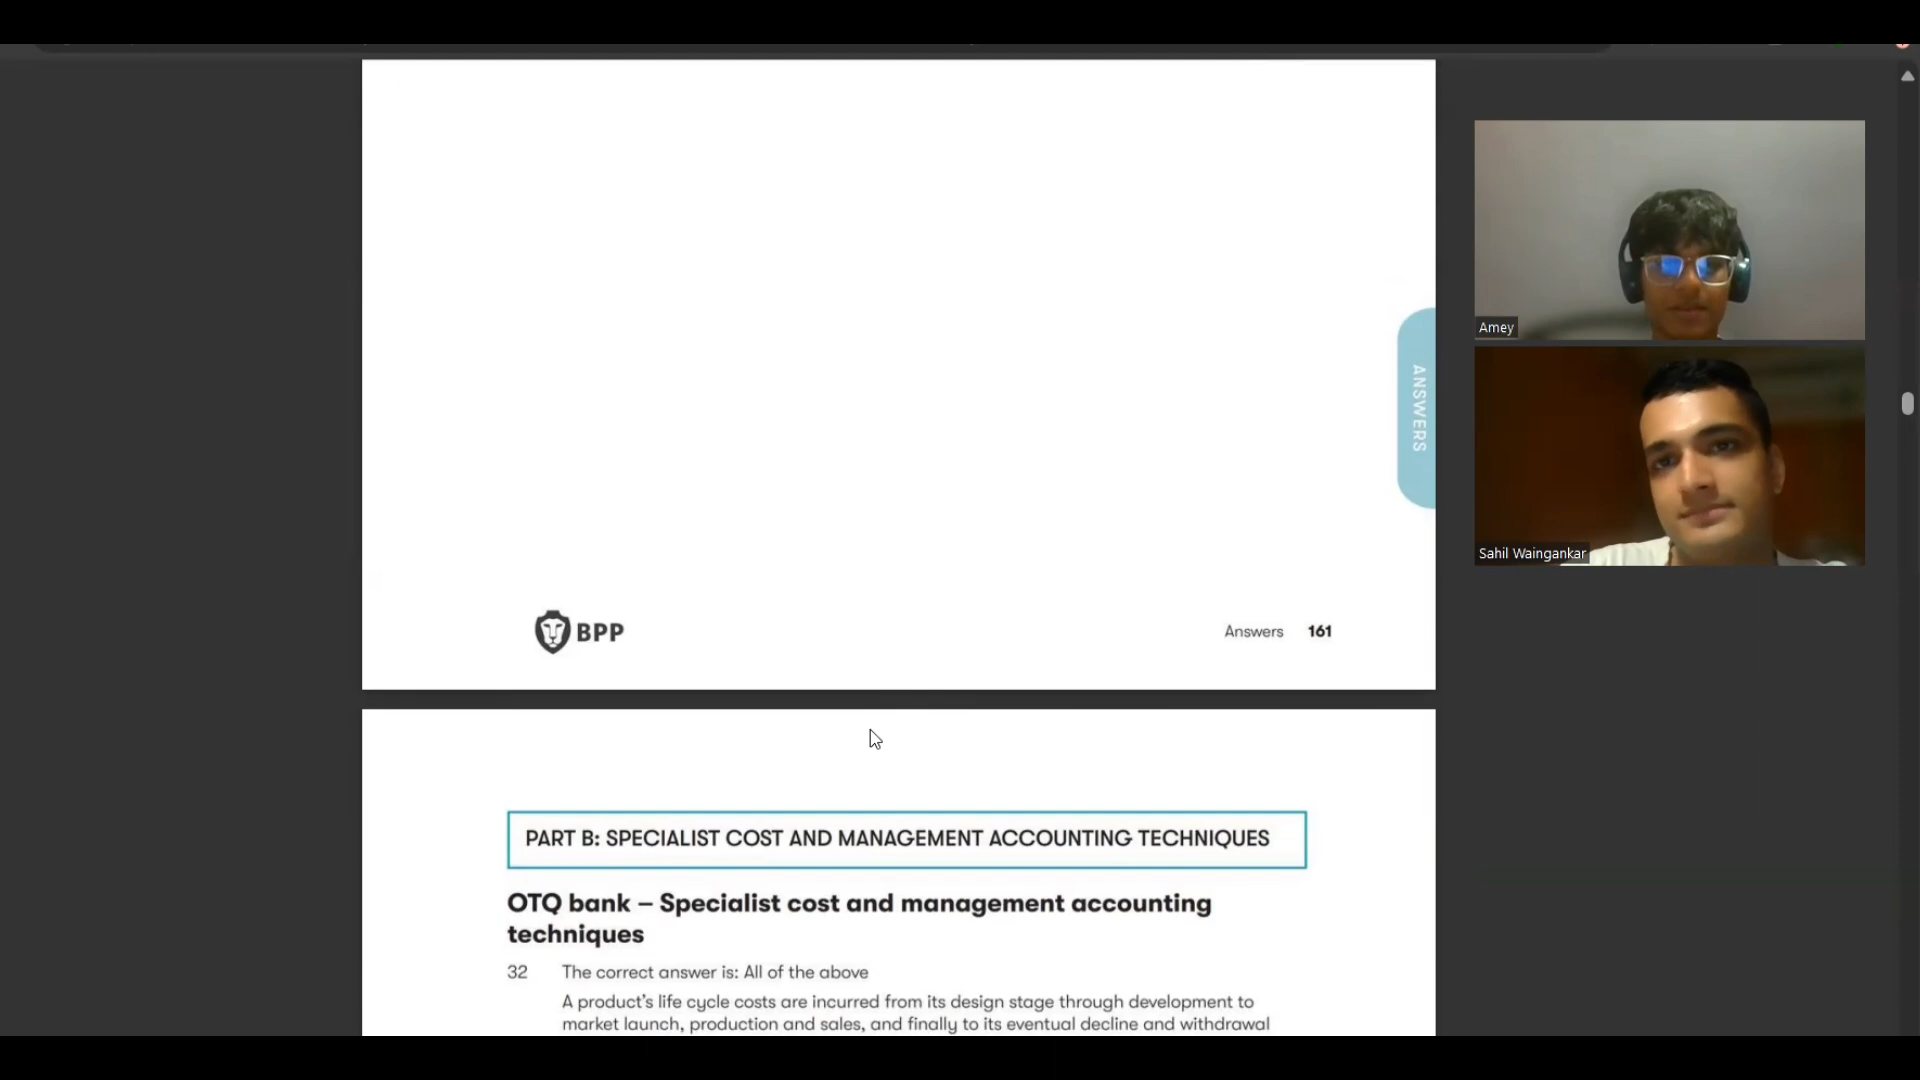 ANSWERS
BPP
Answers 161
PART B: SPECIALIST COST AND MANAGEMENT ACCOUNTING TECHNIQUES
OTQ bank – Specialist cost and management accounting
techniques
32 The correct answer is: All of the above
A product's life cycle costs are incurred from its design stage through development to
market launch, production and sales, and finally to its eventual decline and withdrawal
Amey
Sahil Waingankar